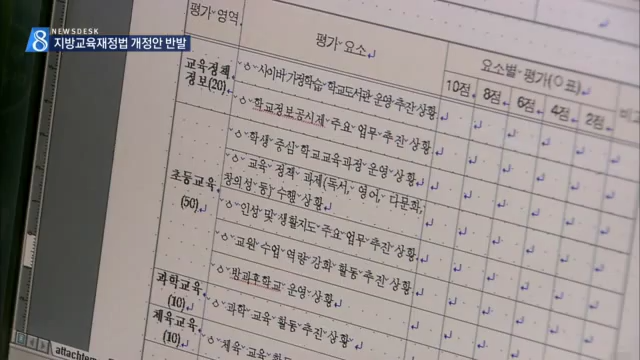 8 NEWSDESK
지방교육재정법 개정안 반발
평가 영역
평가 요소
요소별 평가(O표)
10점 8점 6점 4점 2점
비고
교육정책
정보(20)
사이버가정학습 학교도서관 운영 추진 상황
학교정보공시제 주요 업무 추진 상황
초등교육
(50)
학생 중심 학교교육과정 운영 상황
교육 정책 과제(독서, 영어, 다문화,
창의성 등) 수행 상황
인성 및 생활지도 주요 업무 추진 상황
교원 수업 역량 강화 활동 추진 상황
방과후학교 운영 상황
과학교육
(10)
과학 교육 활동 추진 상황
체육교육
(10)
체육 교육